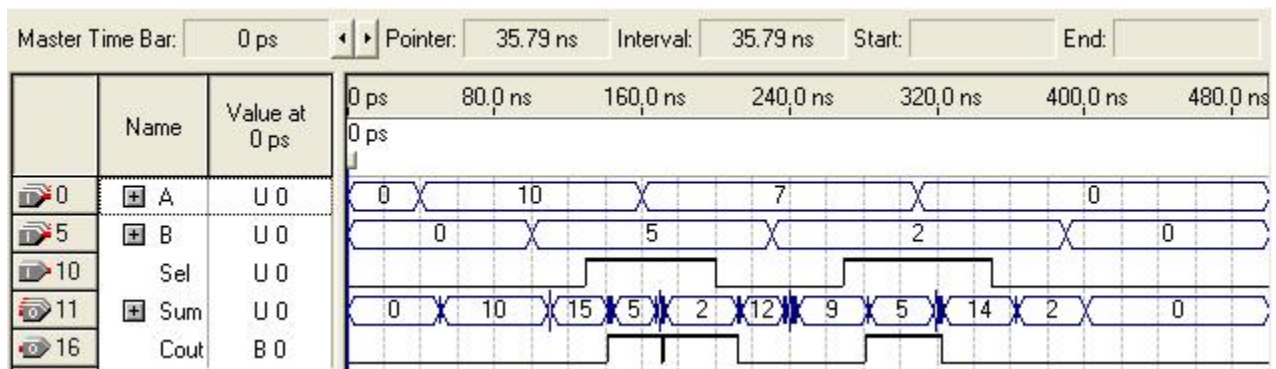 Master Time Bar: 0 ps Pointer: 35.79 ns Interval: 35.79 ns Start: End:
Name Value at 0 ps
0 ps 80.0 ns 160.0 ns 240.0 ns 320.0 ns 400.0 ns 480.0 ns
0 ps
0 A U 0 0 10 7 0
5 B U 0 0 5 2 0
10 Sel U 0
11 Sum U 0 0 10 15 5 2 12 9 5 14 2 0
16 Cout B 0